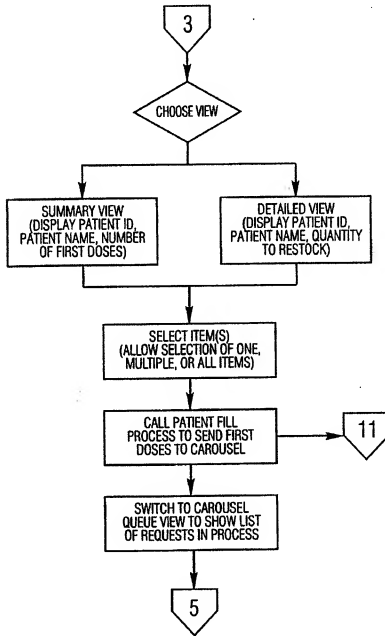 3
CHOOSE VIEW
SUMMARY VIEW
(DISPLAY PATIENT ID,
PATIENT NAME, NUMBER
OF FIRST DOSES)
DETAILED VIEW
(DISPLAY PATIENT ID,
PATIENT NAME, QUANTITY
TO RESTOCK)
SELECT ITEM(S)
(ALLOW SELECTION OF ONE,
MULTIPLE, OR ALL ITEMS)
CALL PATIENT FILL
PROCESS TO SEND FIRST
DOSES TO CAROUSEL
11
SWITCH TO CAROUSEL
QUEUE VIEW TO SHOW LIST
OF REQUESTS IN PROCESS
5